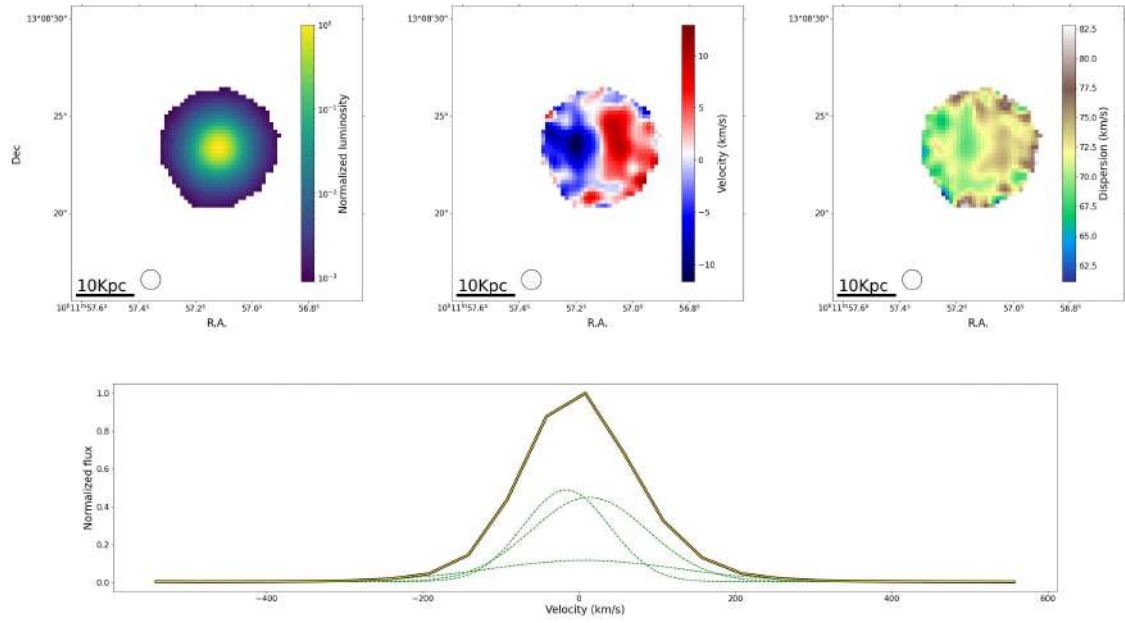 13°08'30"
25"
20"
Dec
10⁰
10⁻¹
10⁻²
10⁻³
Normalized luminosity
10Kpc
10ʰ11ᵐ57.6ˢ
57.4ˢ
57.2ˢ
57.0ˢ
56.8ˢ
R.A.
13°08'30"
25"
20"
10
5
0
−5
−10
Velocity (km/s)
10Kpc
10ʰ11ᵐ57.6ˢ
57.4ˢ
57.2ˢ
57.0ˢ
56.8ˢ
R.A.
13°08'30"
25"
20"
82.5
80.0
77.5
75.0
72.5
70.0
67.5
65.0
62.5
Dispersion (km/s)
10Kpc
10ʰ11ᵐ57.6ˢ
57.4ˢ
57.2ˢ
57.0ˢ
56.8ˢ
R.A.
1.0
0.8
0.6
0.4
0.2
0.0
Normalized flux
−400
−200
0
200
400
600
Velocity (km/s)